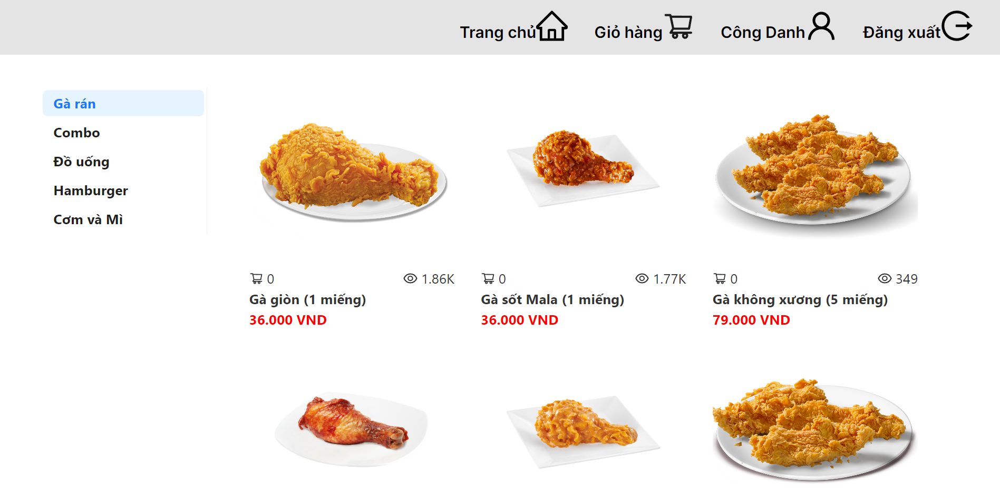 Trang chủ Giỏ hàng Công Danh Đăng xuất
Gà rán
Combo
Đồ uống
Hamburger
Cơm và Mì
0 1.86K
Gà giòn (1 miếng)
36.000 VND
0 1.77K
Gà sốt Mala (1 miếng)
36.000 VND
0 349
Gà không xương (5 miếng)
79.000 VND